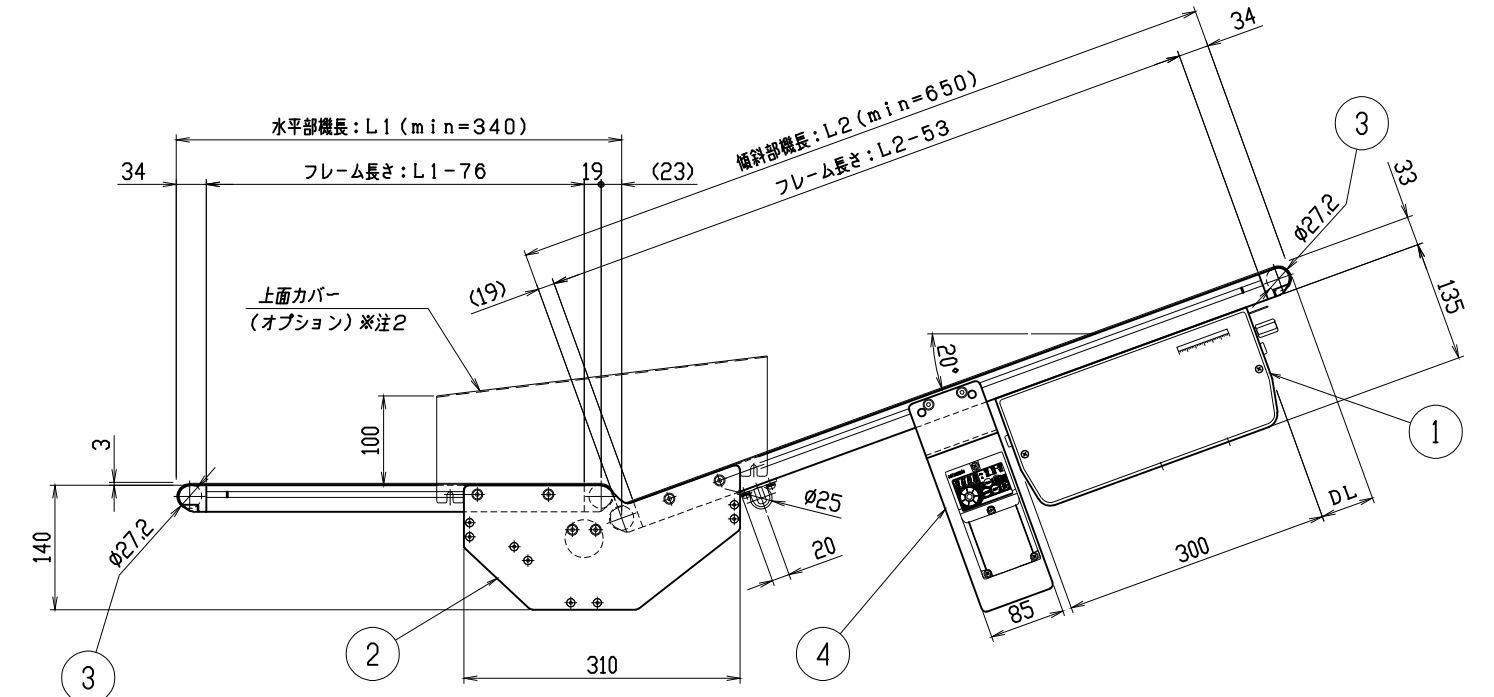 34
傾斜部機長:L2(min=650)
フレーム長さ:L2-53
水平部機長:L1(min=340)
34
フレーム長さ:L1-76
19
(23)
3
33
φ27.2
135
(19)
上面カバー
(オプション)※注2
20°
100
3
1
φ25
DL
140
φ27.2
20
300
85
2
4
310
3